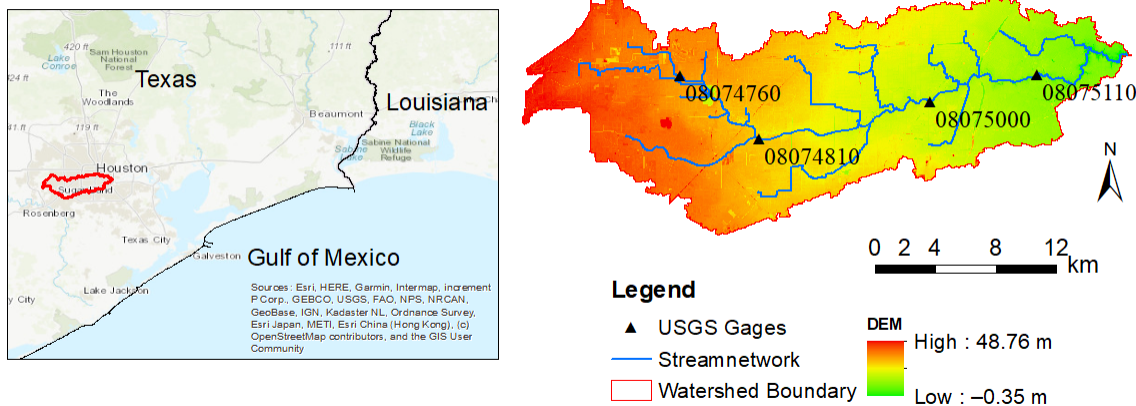 420 ft
111 ft
Sam Houston
National
Forest
Lake
Conroe
Texas
324 ft
The
Woodlands
Louisiana
Beaumont
Black
Lake
41 ft
119 ft
Sabine
Lake
Sabine National
Wildlife
Refuge
Houston
Sugar Land
Rosenberg
Texas City
Galveston
Gulf of Mexico
Lake Jackson
y City
Sources: Esri, HERE, Garmin, Intermap, increment
P Corp., GEBCO, USGS, FAO, NPS, NRCAN,
GeoBase, IGN, Kadaster NL, Ordnance Survey,
Esri Japan, METI, Esri China (Hong Kong), (c)
OpenStreetMap contributors, and the GIS User
Community
08074760
08075110
08075000
08074810
N
0 2 4 8 12
km
Legend
USGS Gages
Streamnetwork
Watershed Boundary
DEM
High : 48.76 m
Low : –0.35 m